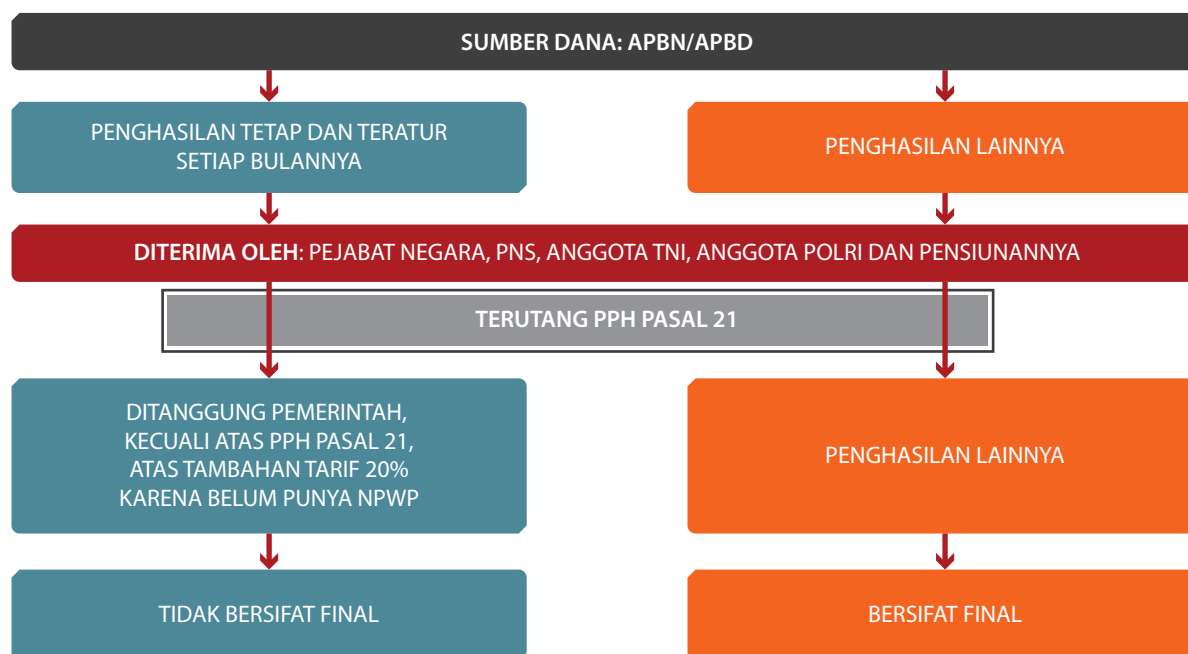 SUMBER DANA: APBN/APBD
PENGHASILAN TETAP DAN TERATUR
SETIAP BULANNYA
PENGHASILAN LAINNYA
DITERIMA OLEH: PEJABAT NEGARA, PNS, ANGGOTA TNI, ANGGOTA POLRI DAN PENSIUNANNYA
TERUTANG PPH PASAL 21
DITANGGUNG PEMERINTAH,
KECUALI ATAS PPH PASAL 21,
ATAS TAMBAHAN TARIF 20%
KARENA BELUM PUNYA NPWP
PENGHASILAN LAINNYA
TIDAK BERSIFAT FINAL
BERSIFAT FINAL